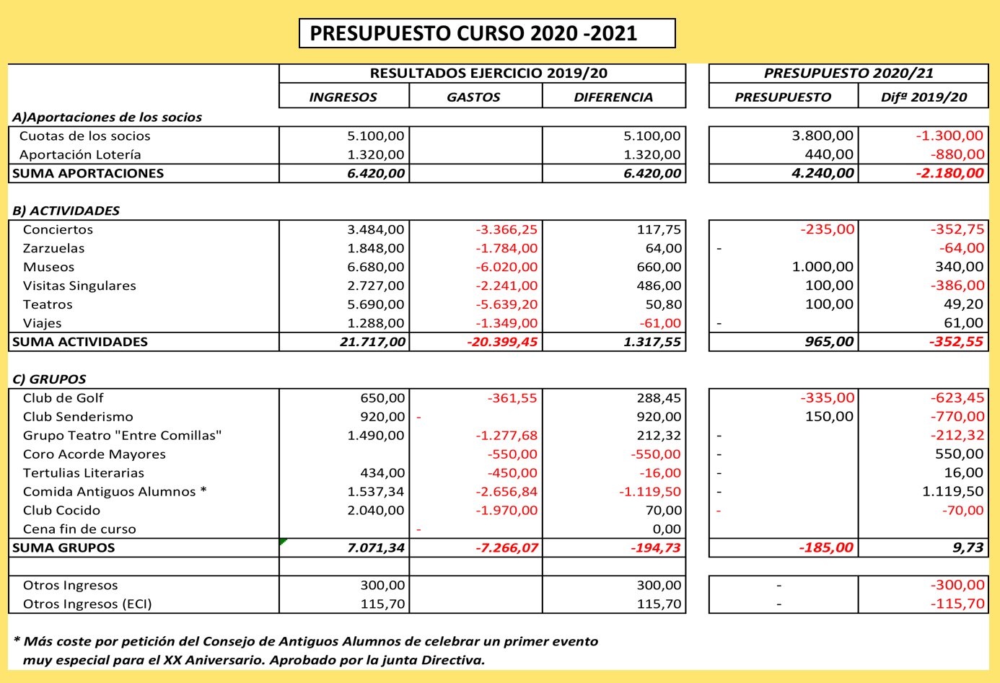 PRESUPUESTO CURSO 2020 -2021
RESULTADOS EJERCICIO 2019/20 PRESUPUESTO 2020/21
INGRESOS GASTOS DIFERENCIA PRESUPUESTO Difª 2019/20
A)Aportaciones de los socios
Cuotas de los socios 5.100,00 5.100,00 3.800,00 -1.300,00
Aportación Lotería 1.320,00 1.320,00 440,00 -880,00
SUMA APORTACIONES 6.420,00 6.420,00 4.240,00 -2.180,00
B) ACTIVIDADES
Conciertos 3.484,00 -3.366,25 117,75 -235,00 -352,75
Zarzuelas 1.848,00 -1.784,00 64,00 - -64,00
Museos 6.680,00 -6.020,00 660,00 1.000,00 340,00
Visitas Singulares 2.727,00 -2.241,00 486,00 100,00 -386,00
Teatros 5.690,00 -5.639,20 50,80 100,00 49,20
Viajes 1.288,00 -1.349,00 -61,00 - 61,00
SUMA ACTIVIDADES 21.717,00 -20.399,45 1.317,55 965,00 -352,55
C) GRUPOS
Club de Golf 650,00 -361,55 288,45 -335,00 -623,45
Club Senderismo 920,00 - 920,00 150,00 -770,00
Grupo Teatro "Entre Comillas" 1.490,00 -1.277,68 212,32 - -212,32
Coro Acorde Mayores -550,00 -550,00 - 550,00
Tertulias Literarias 434,00 -450,00 -16,00 - 16,00
Comida Antiguos Alumnos * 1.537,34 -2.656,84 -1.119,50 - 1.119,50
Club Cocido 2.040,00 -1.970,00 70,00 - -70,00
Cena fin de curso - 0,00
SUMA GRUPOS 7.071,34 -7.266,07 -194,73 -185,00 9,73
Otros Ingresos 300,00 300,00 - -300,00
Otros Ingresos (ECI) 115,70 115,70 - -115,70
* Más coste por petición del Consejo de Antiguos Alumnos de celebrar un primer evento
muy especial para el XX Aniversario. Aprobado por la junta Directiva.